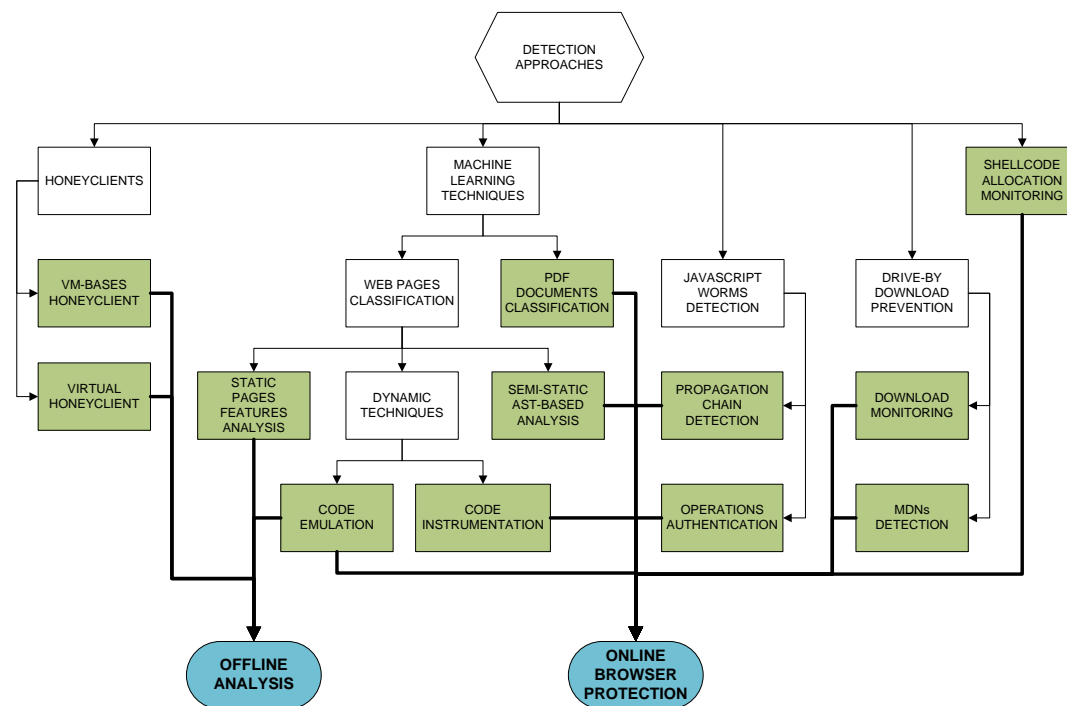 DETECTION
APPROACHES
HONEYCLIENTS
MACHINE
LEARNING
TECHNIQUES
SHELLCODE
ALLOCATION
MONITORING
VM-BASES
HONEYCLIENT
WEB PAGES
CLASSIFICATION
PDF
DOCUMENTS
CLASSIFICATION
JAVASCRIPT
WORMS
DETECTION
DRIVE-BY
DOWNLOAD
PREVENTION
VIRTUAL
HONEYCLIENT
STATIC
PAGES
FEATURES
ANALYSIS
DYNAMIC
TECHNIQUES
SEMI-STATIC
AST-BASED
ANALYSIS
PROPAGATION
CHAIN
DETECTION
DOWNLOAD
MONITORING
CODE
EMULATION
CODE
INSTRUMENTATION
OPERATIONS
AUTHENTICATION
MDNs
DETECTION
OFFLINE
ANALYSIS
ONLINE
BROWSER
PROTECTION